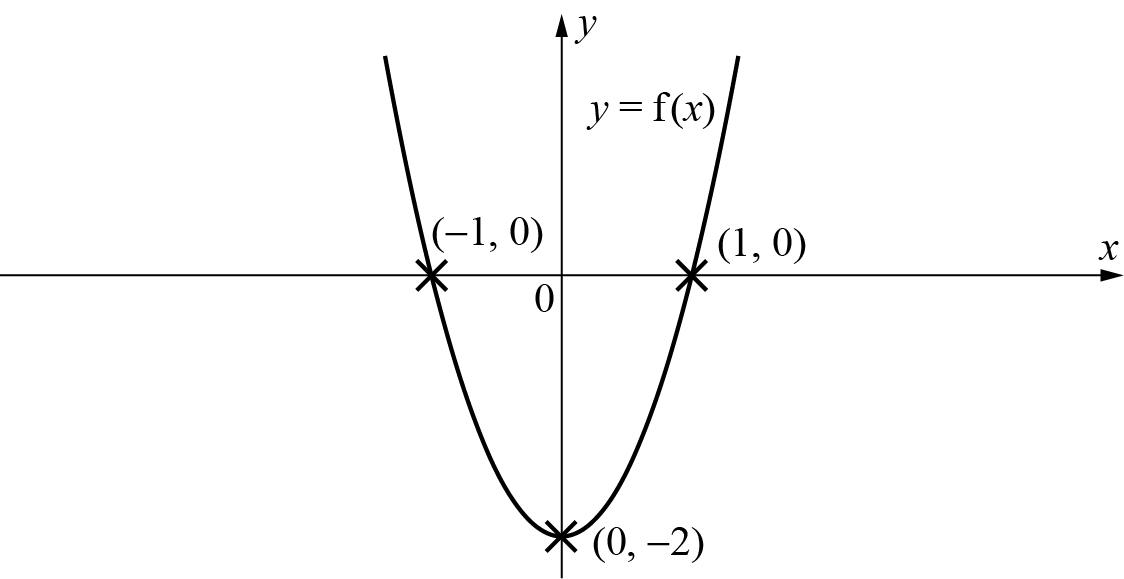 y
y = f(x)
(−1, 0)
(1, 0)
x
0
(0, −2)